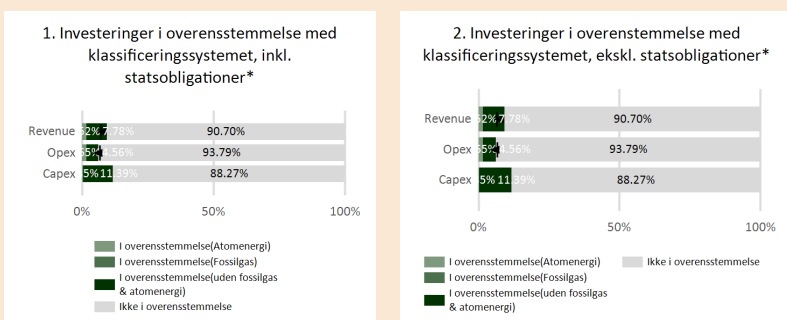 1. Investeringer i overensstemmelse med
klassificeringssystemet, inkl.
statsobligationer*
Revenue 7.78% 90.70%
Opex 4.56% 93.79%
Capex 11.39% 88.27%
0% 50% 100%
I overensstemmelse(Atomenergi)
I overensstemmelse(Fossilgas)
I overensstemmelse(uden fossilgas
& atomenergi)
Ikke i overensstemmelse
2. Investeringer i overenstemmelse med
klassificeringssystemet, ekskl. statsobligationer*
Revenue 7.78% 90.70%
Opex 4.56% 93.79%
Capex 11.39% 88.27%
0% 50% 100%
I overensstemmelse(Atomenergi) Ikke i overensstemmelse
I overensstemmelse(Fossilgas)
I overensstemmelse(uden fossilgas
& atomenergi)